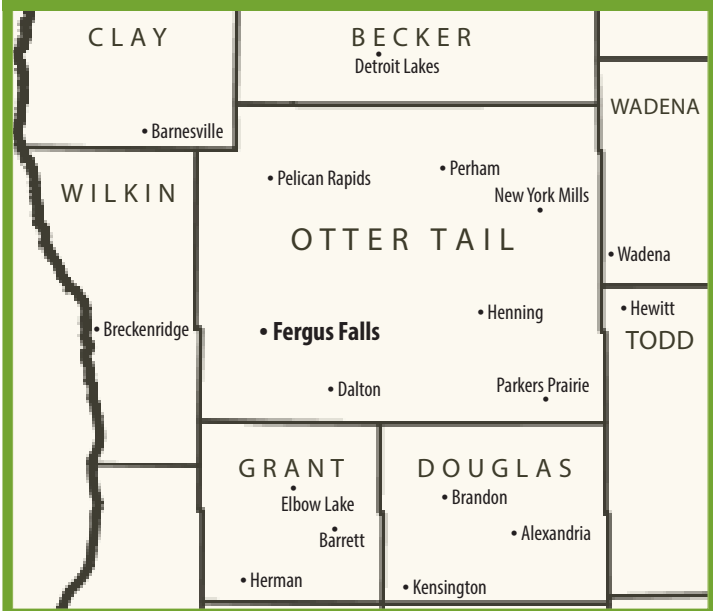 CLAY
BECKER
Detroit Lakes
WADENA
Barnesville
Pelican Rapids
Perham
New York Mills
WILKIN
OTTER TAIL
Wadena
Hewitt
Henning
Breckenridge
Fergus Falls
TODD
Dalton
Parkers Prairie
GRANT
DOUGLAS
Elbow Lake
Brandon
Barrett
Alexandria
Herman
Kensington